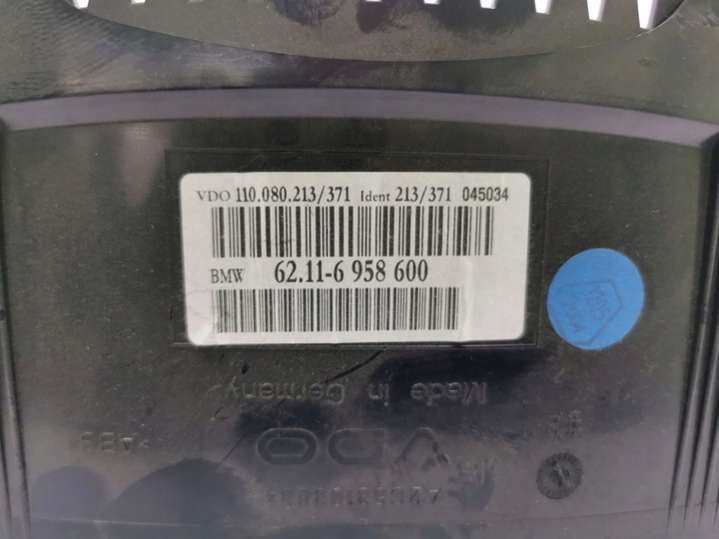 VDO 110.080.213/371 Ident 213/371 045034
BMW 62.11-6 958 600
Made in Germany
VDO